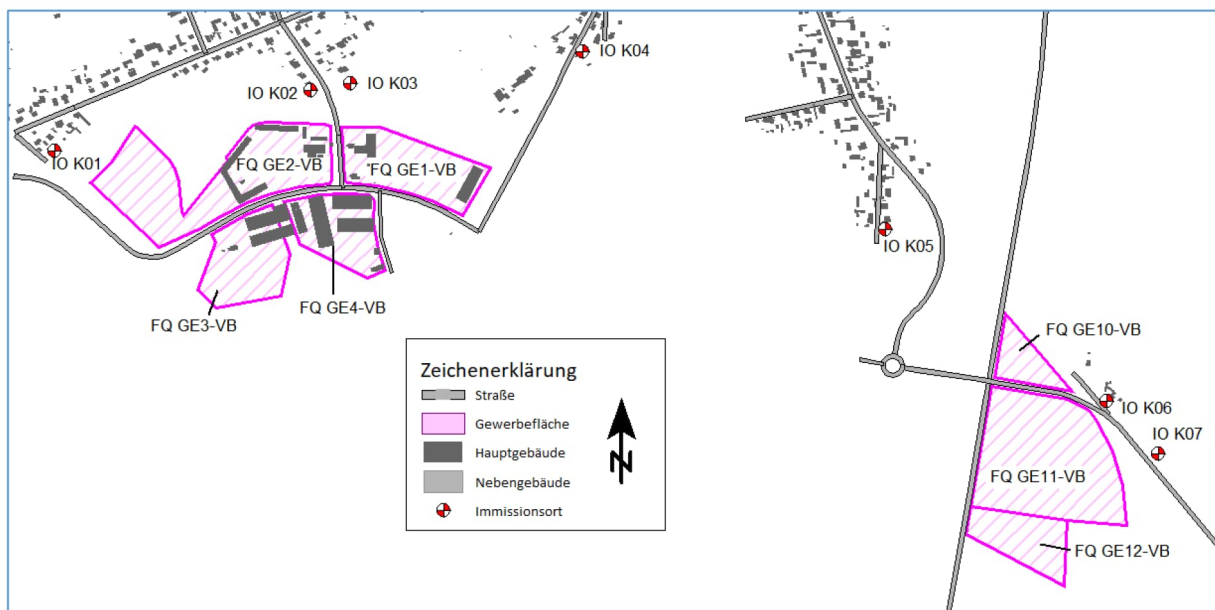 IO K04
IO K02
IO K03
IO K01
FQ GE2-VB
FQ GE1-VB
IO K05
FQ GE4-VB
FQ GE3-VB
FQ GE10-VB
IO K06
IO K07
FQ GE11-VB
FQ GE12-VB
Zeichenerklärung
Straße
Gewerbefläche
Hauptgebäude
Nebengebäude
Immissionsort
N